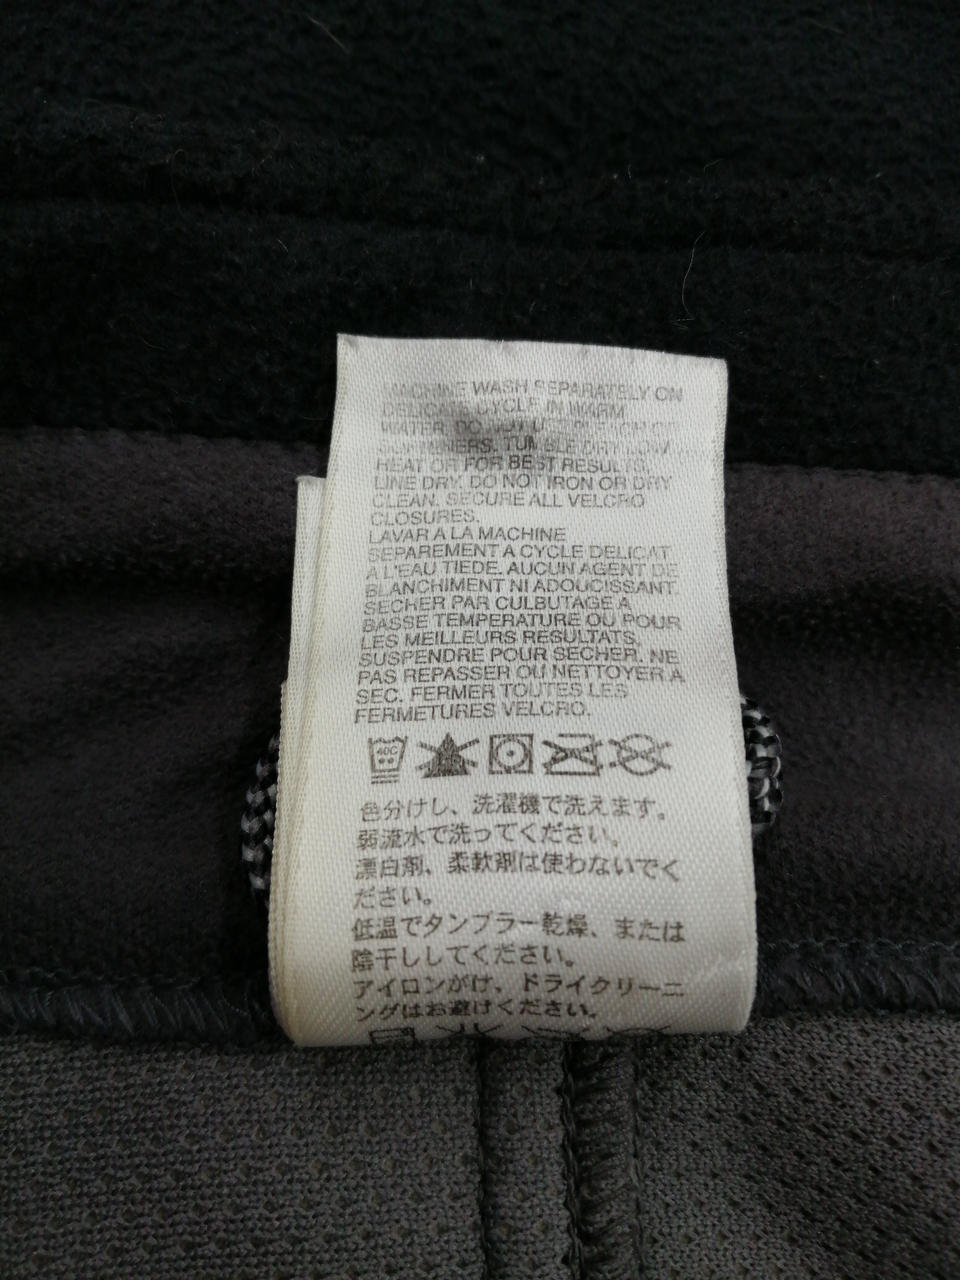 MACHINE WASH SEPARATELY ON
DELICATE CYCLE IN WARM
WATER. DO NOT USE BLEACH OR
SOFTENERS. TUMBLE DRY LOW
HEAT OR FOR BEST RESULTS,
LINE DRY. DO NOT IRON OR DRY
CLEAN. SECURE ALL VELCRO
CLOSURES.
LAVAR A LA MACHINE
SEPAREMENT A CYCLE DELICAT
A L'EAU TIEDE. AUCUN AGENT DE
BLANCHIMENT NI ADOUCISSANT.
SECHER PAR CULBUTAGE A
BASSE TEMPERATURE OU POUR
LES MEILLEURS RESULTATS,
SUSPENDRE POUR SECHER. NE
PAS REPASSER OU NETTOYER A
SEC. FERMER TOUTES LES
FERMETURES VELCRO.
40C
色分けし、洗濯機で洗えます。
弱流水で洗ってください。
漂白剤、柔軟剤は使わないでく
ださい。
低温でタンブラー乾燥、または
陰干ししてください。
アイロンがけ、ドライクリーニ
ングはお避けください。